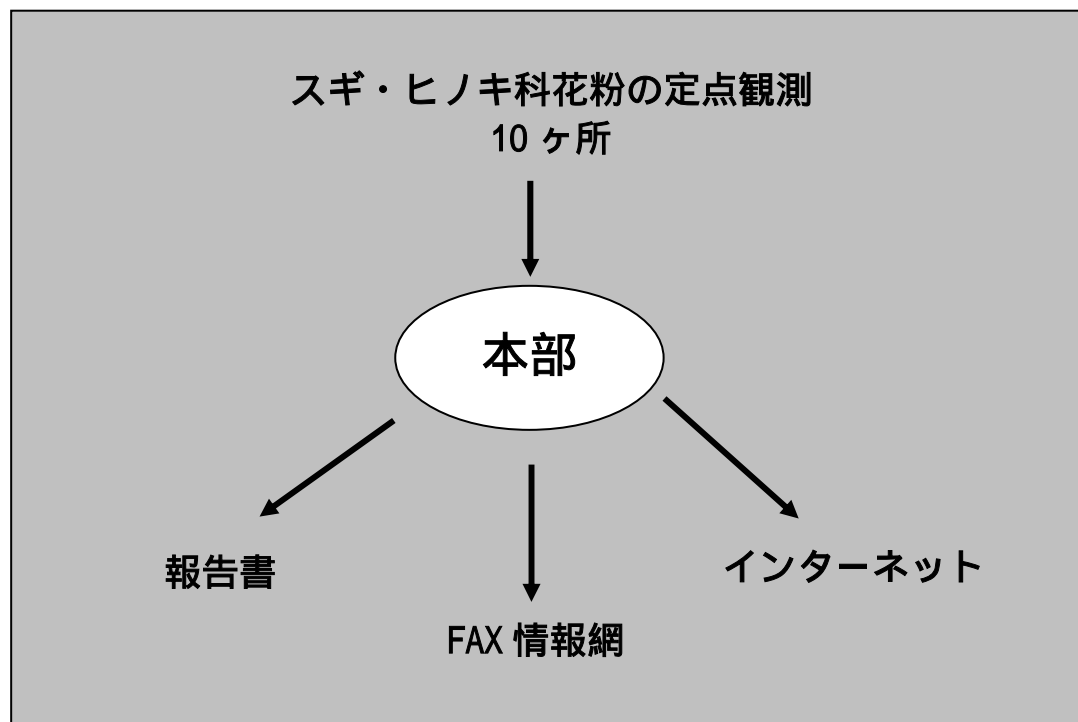 スギ・ヒノキ科花粉の定点観測
10ヶ所
本部
報告書
インターネット
FAX情報網